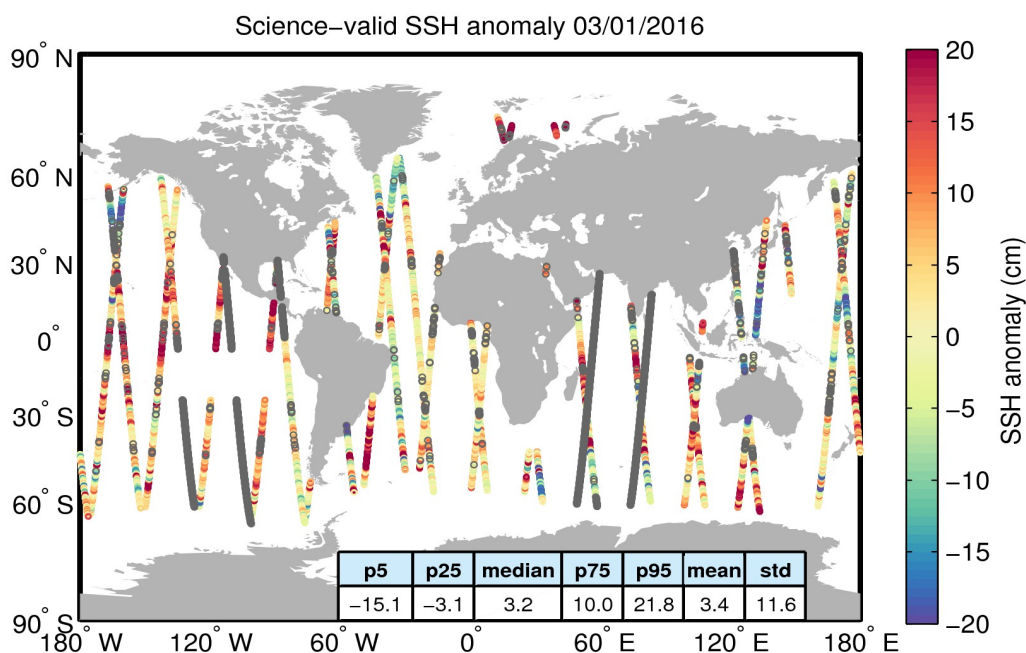 Science−valid SSH anomaly 03/01/2016
90° N
60° N
30° N
0°
30° S
60° S
90° S
180° W
120° W
60° W
0°
60° E
120° E
180° E
p5 p25 median p75 p95 mean std
−15.1 −3.1 3.2 10.0 21.8 3.4 11.6
20
15
10
5
0
−5
−10
−15
−20
SSH anomaly (cm)